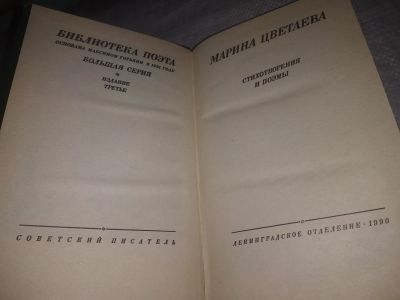 БИБЛИОТЕКА ПОЭТА
ОСНОВАНА МАКСИМОМ ГОРЬКИМ В 1931 ГОДУ
БОЛЬШАЯ СЕРИЯ
ИЗДАНИЕ
ТРЕТЬЕ
СОВЕТСКИЙ ПИСАТЕЛЬ
МАРИНА ЦВЕТАЕВА
СТИХОТВОРЕНИЯ
И ПОЭМЫ
ЛЕНИНГРАДСКОЕ ОТДЕЛЕНИЕ · 1990